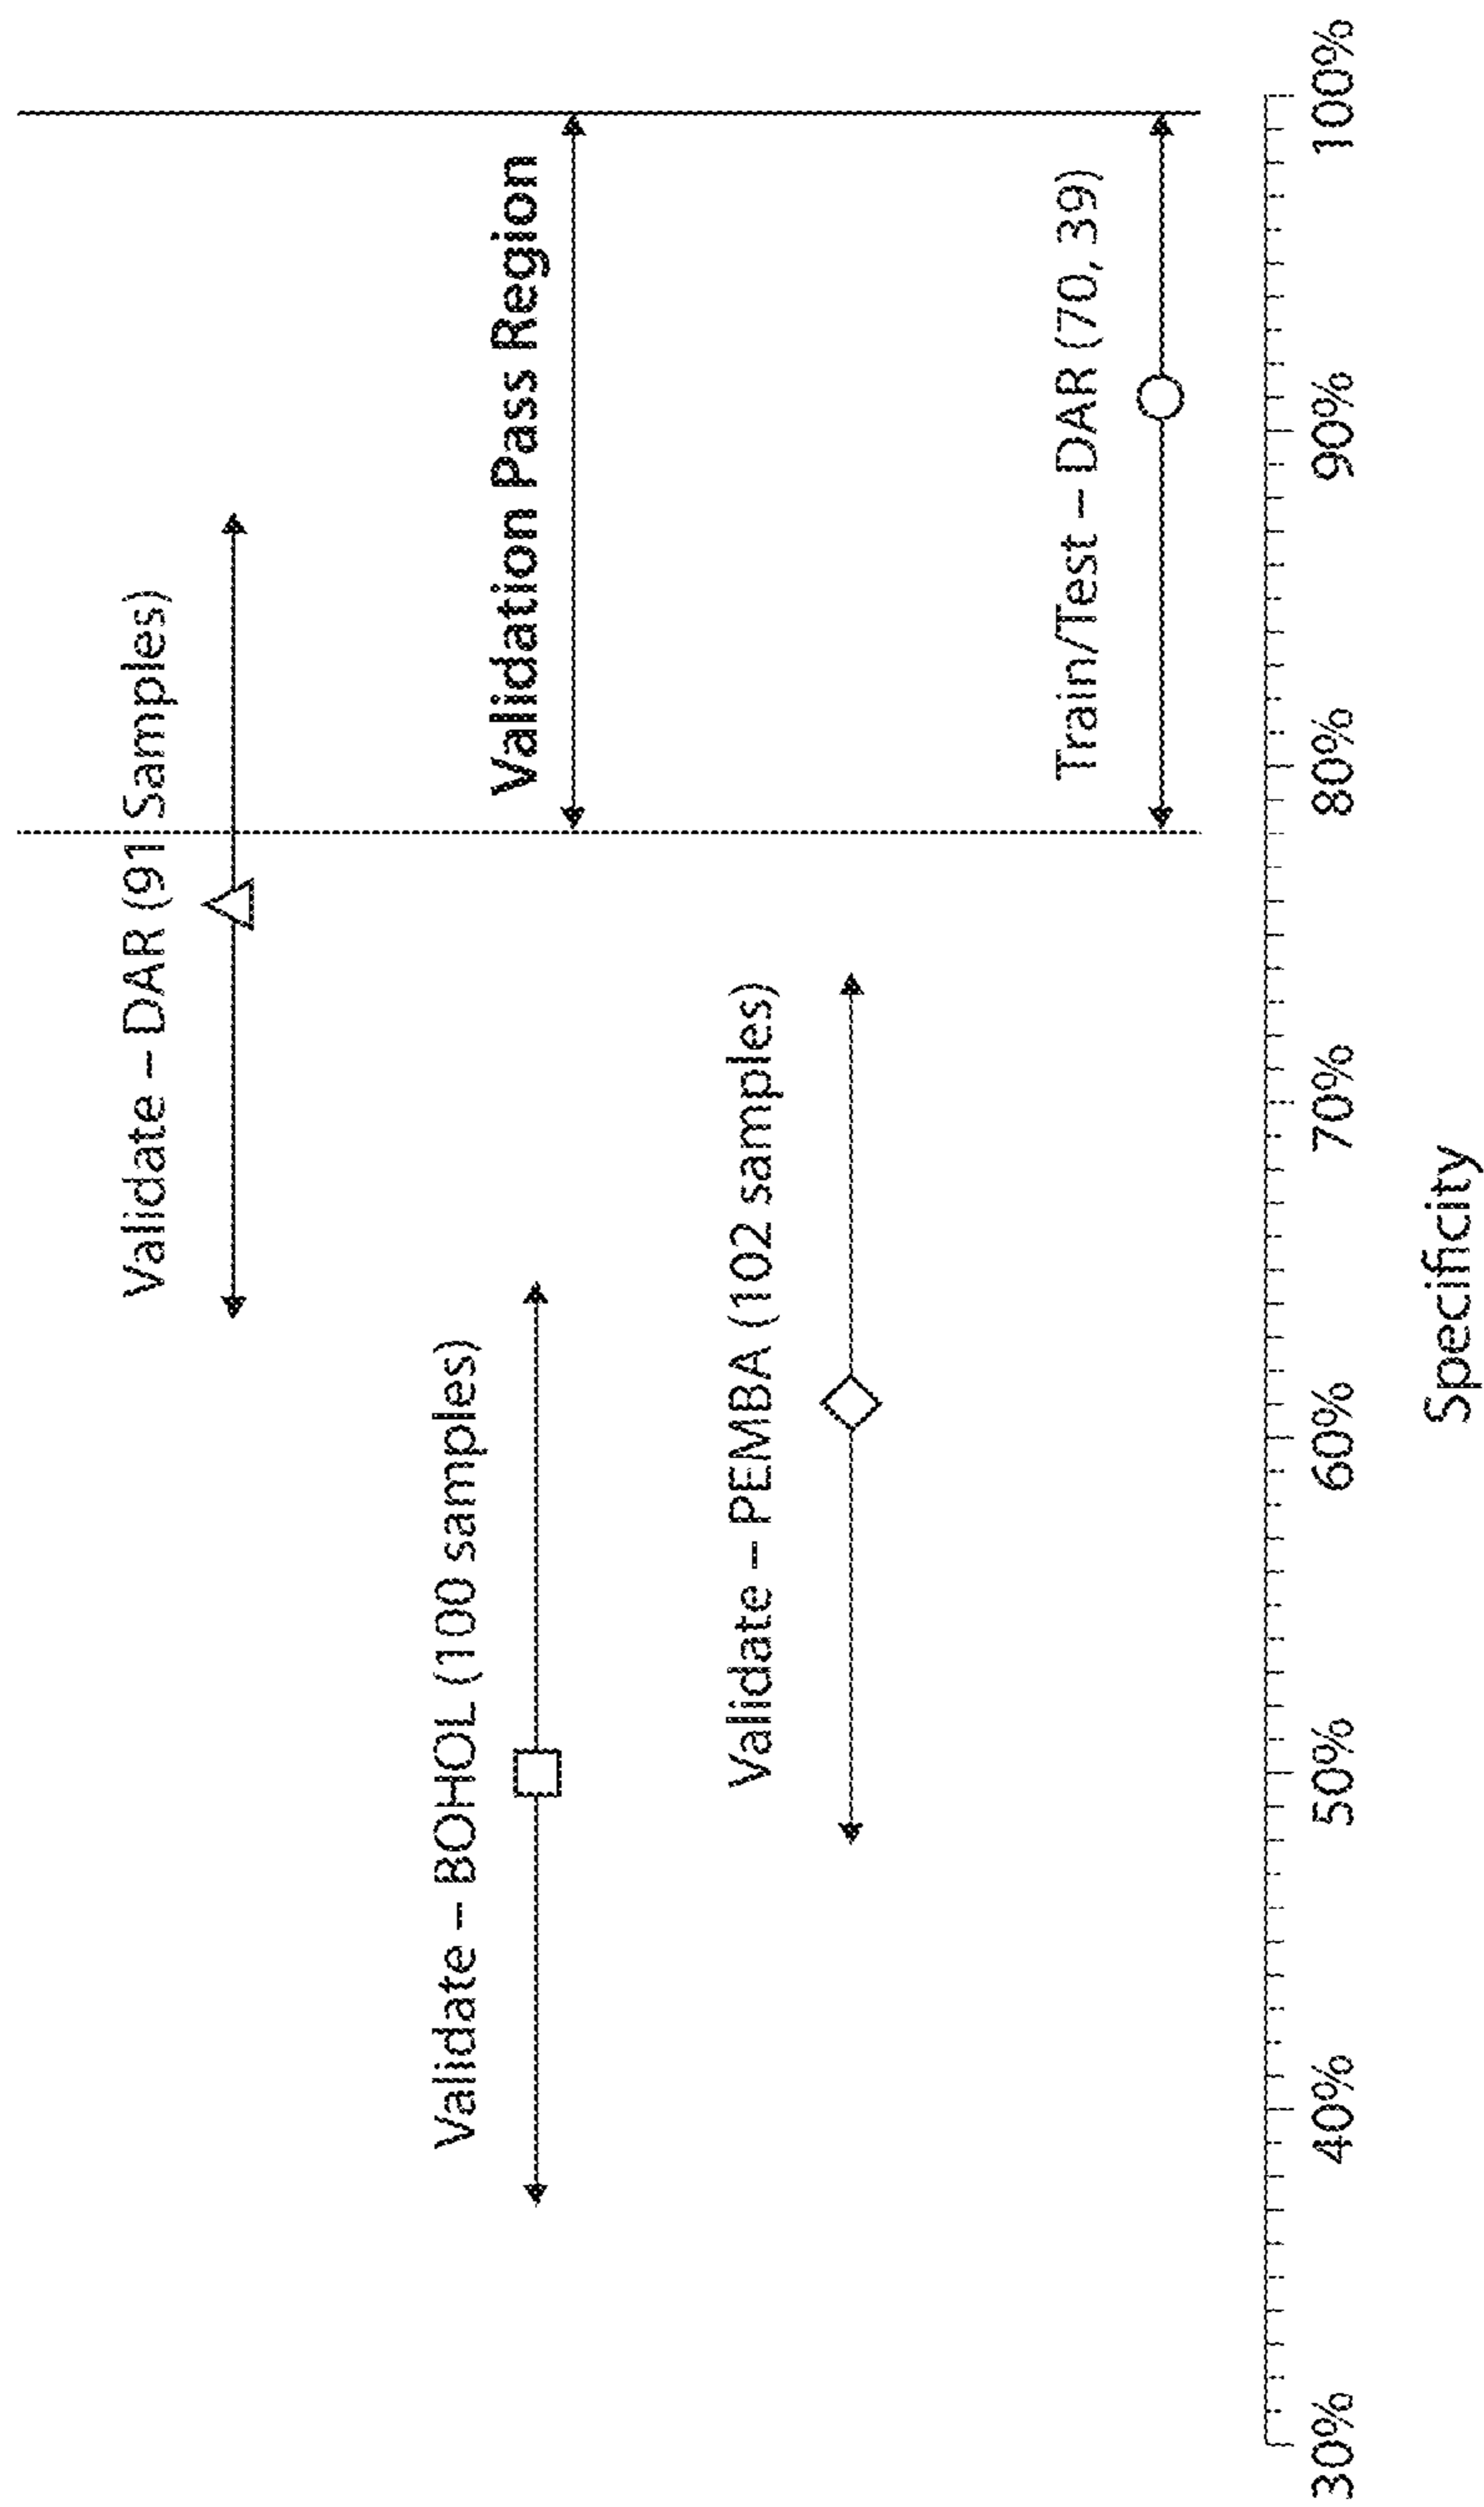 Validate – DAR (91 Samples)
Validation Pass Region
Validate – BOHOL (100 samples)
Validate – PEMBA (102 samples)
Train/Test – DAR (70, 39)
30%
40%
50%
60%
70%
80%
90%
100%
Specificity